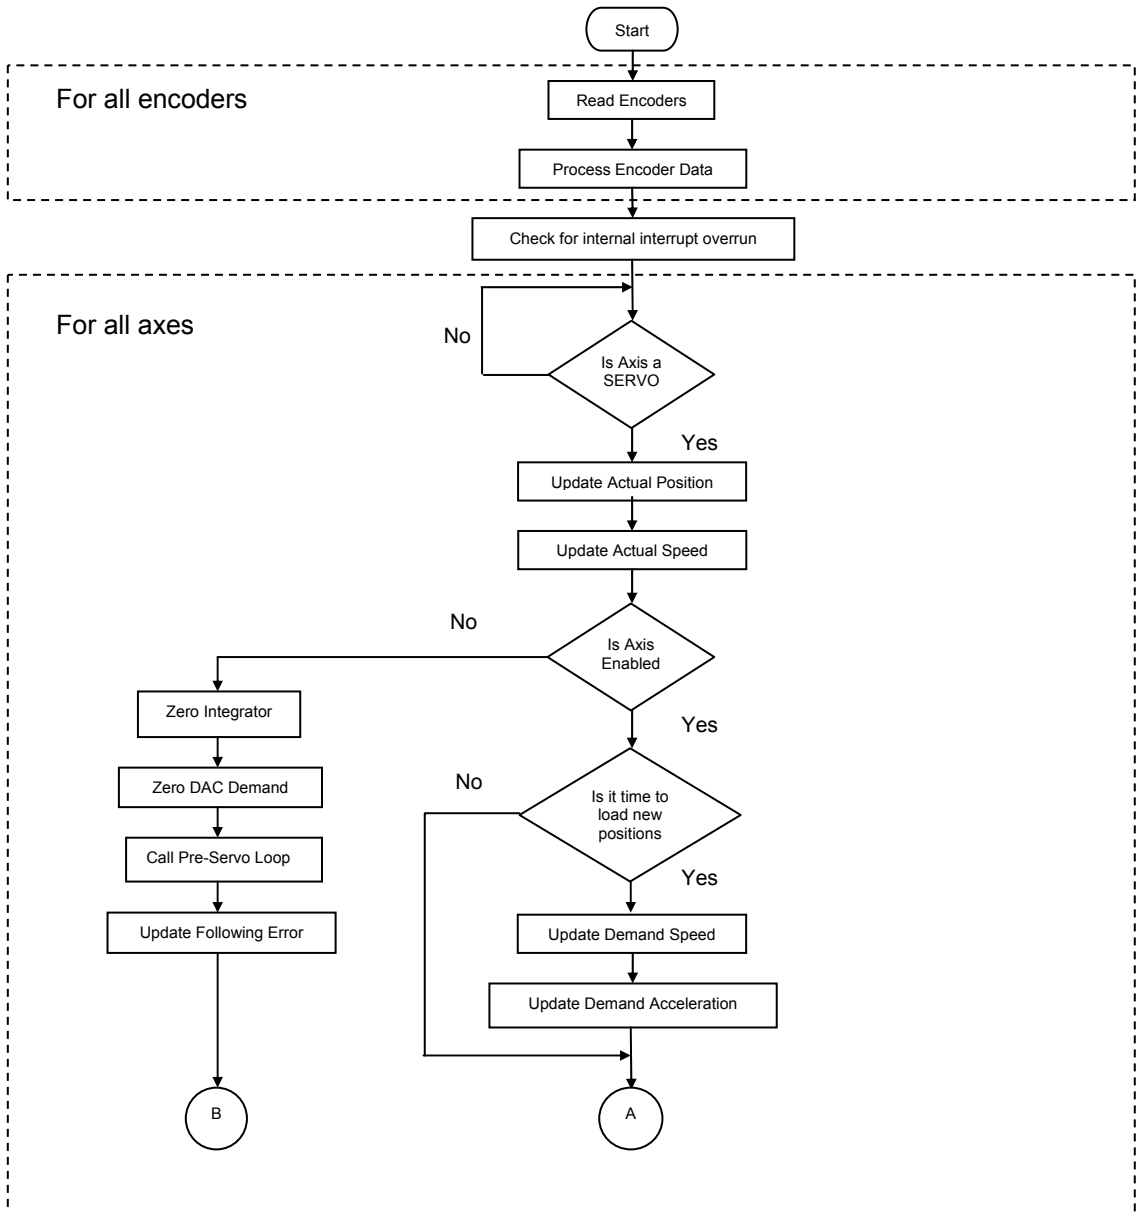 Start
For all encoders
Read Encoders
Process Encoder Data
Check for internal interrupt overrun
For all axes
No
Is Axis a
SERVO
Yes
Update Actual Position
Update Actual Speed
No
Is Axis
Enabled
Zero Integrator
Yes
Zero DAC Demand
No
Is it time to
load new
positions
Call Pre-Servo Loop
Yes
Update Following Error
Update Demand Speed
Update Demand Acceleration
B
A